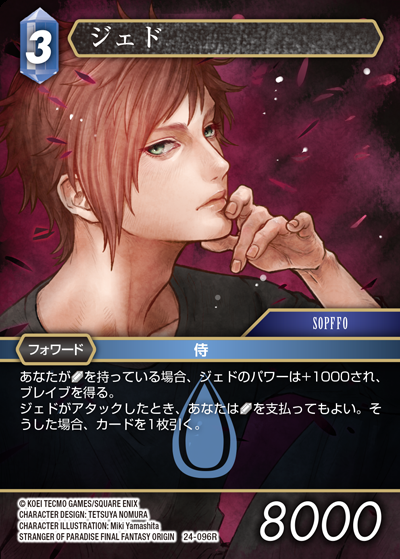 3
ジェド
SOPFFO
フォワード
侍
あなたが を持っている場合、ジェドのパワーは+1000され、
ブレイブを得る。
ジェドがアタックしたとき、あなたは を支払ってもよい。そ
うした場合、カードを1枚引く。
© KOEI TECMO GAMES/SQUARE ENIX
CHARACTER DESIGN: TETSUYA NOMURA
CHARACTER ILLUSTRATION: Miki Yamashita
STRANGER OF PARADISE FINAL FANTASY ORIGIN 24-096R
8000